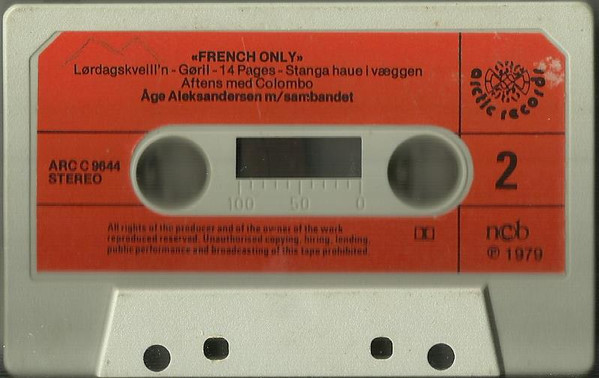 «FRENCH ONLY»
Lørdagskveill'n - Gøril - 14 Pages - Stanga haue i væggen
Aftens med Colombo
Åge Aleksandersen m/sambandet
arctic records
ARC C 9644
STEREO
2
100 50 0
All rights of the producer and of the owner of the work
reproduced reserved. Unauthorised copying, hiring, lending,
public performance and broadcasting of this tape prohibited.
ncb
℗ 1979